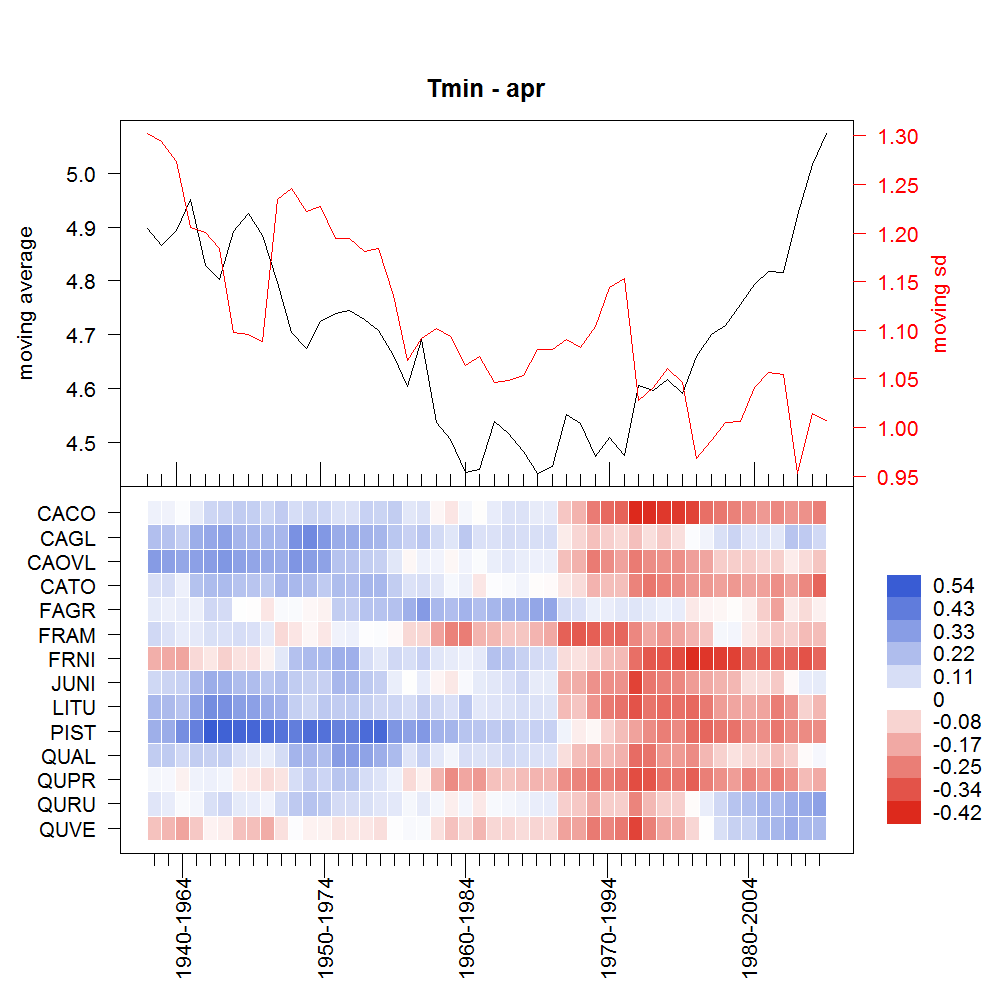 Tmin - apr
moving average
5.0
4.9
4.8
4.7
4.6
4.5
1.30
1.25
1.20
1.15
1.10
1.05
1.00
0.95
moving sd
CACO
CAGL
CAOVL
CATO
FAGR
FRAM
FRNI
JUNI
LITU
PIST
QUAL
QUPR
QURU
QUVE
0.54
0.43
0.33
0.22
0.11
0
-0.08
-0.17
-0.25
-0.34
-0.42
1940-1964
1950-1974
1960-1984
1970-1994
1980-2004